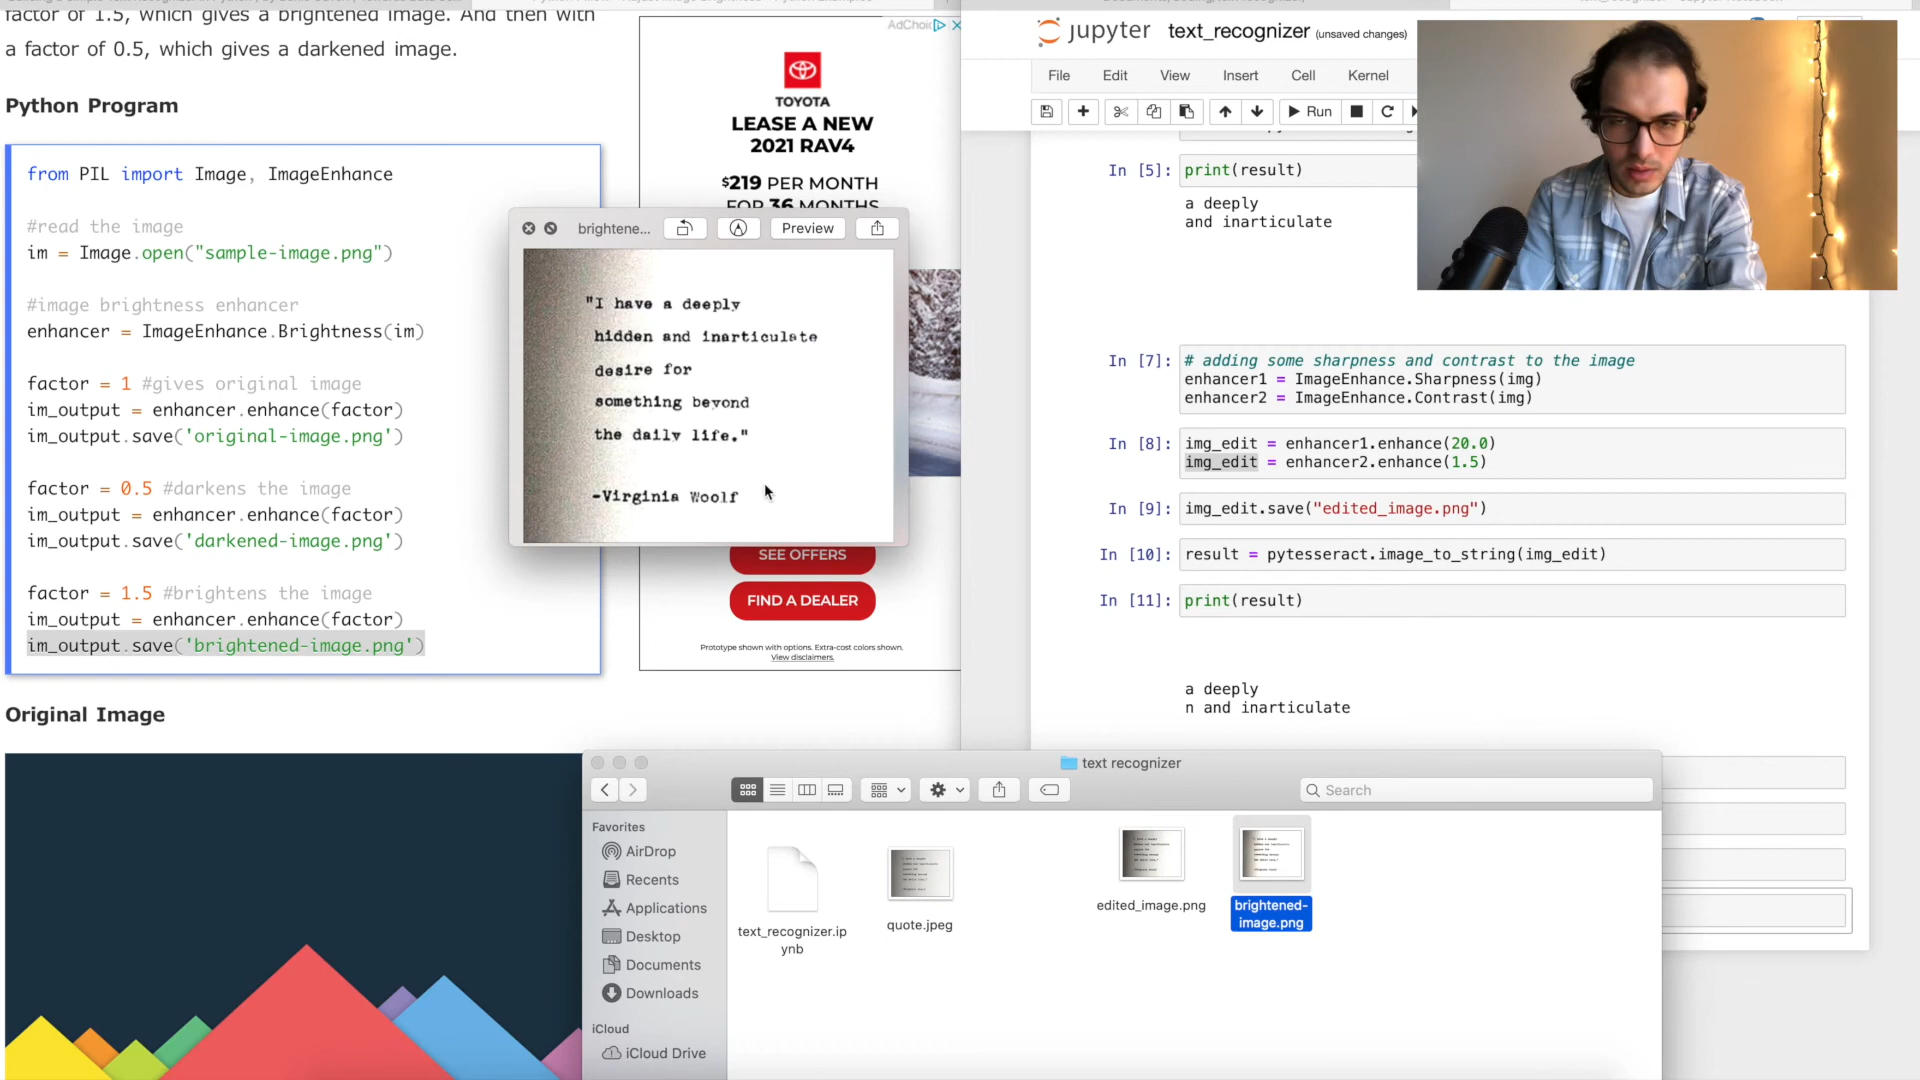 factor of 1.5, which gives a brightened image. And then with
a factor of 0.5, which gives a darkened image.
Python Program
from PIL import Image, ImageEnhance
#read the image
im = Image.open("sample-image.png")
#image brightness enhancer
enhancer = ImageEnhance.Brightness(im)
factor = 1 #gives original image
im_output = enhancer.enhance(factor)
im_output.save('original-image.png')
factor = 0.5 #darkens the image
im_output = enhancer.enhance(factor)
im_output.save('darkened-image.png')
factor = 1.5 #brightens the image
im_output = enhancer.enhance(factor)
im_output.save('brightened-image.png')
Original Image
AdChoic
TOYOTA
LEASE A NEW
2021 RAV4
$219 PER MONTH
FOR 36 MONTHS
SEE OFFERS
FIND A DEALER
Prototype shown with options. Extra-cost colors shown.
View disclaimers.
brightene... Preview
"I have a deeply
hidden and inarticulate
desire for
something beyond
the daily life."
-Virginia Woolf
jupyter text_recognizer (unsaved changes)
File Edit View Insert Cell Kernel
Run
In [5]: print(result)
a deeply
and inarticulate
In [7]: # adding some sharpness and contrast to the image
enhancer1 = ImageEnhance.Sharpness(img)
enhancer2 = ImageEnhance.Contrast(img)
In [8]: img_edit = enhancer1.enhance(20.0)
img_edit = enhancer2.enhance(1.5)
In [9]: img_edit.save("edited_image.png")
In [10]: result = pytesseract.image_to_string(img_edit)
In [11]: print(result)
a deeply
n and inarticulate
text recognizer
Search
Favorites
AirDrop
Recents
Applications
Desktop
Documents
Downloads
iCloud
iCloud Drive
text_recognizer.ip
ynb
quote.jpeg
edited_image.png
brightened-
image.png